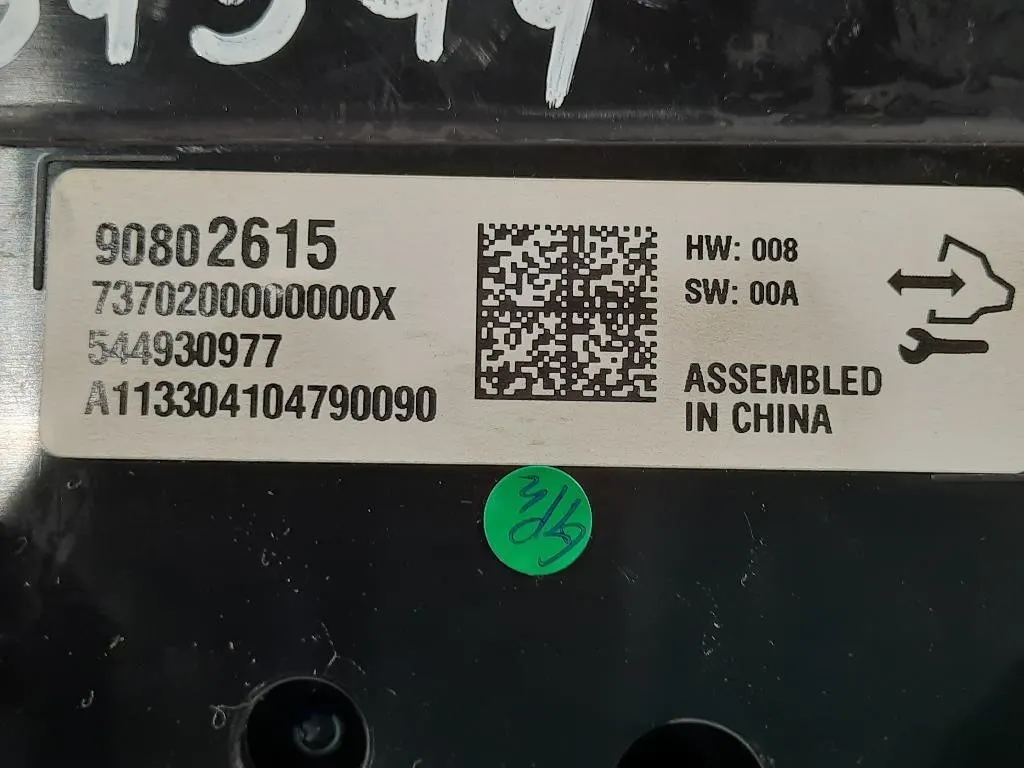 90802615
7370200000000X
544930977
A113304104790090
HW: 008
SW: 00A
ASSEMBLED
IN CHINA